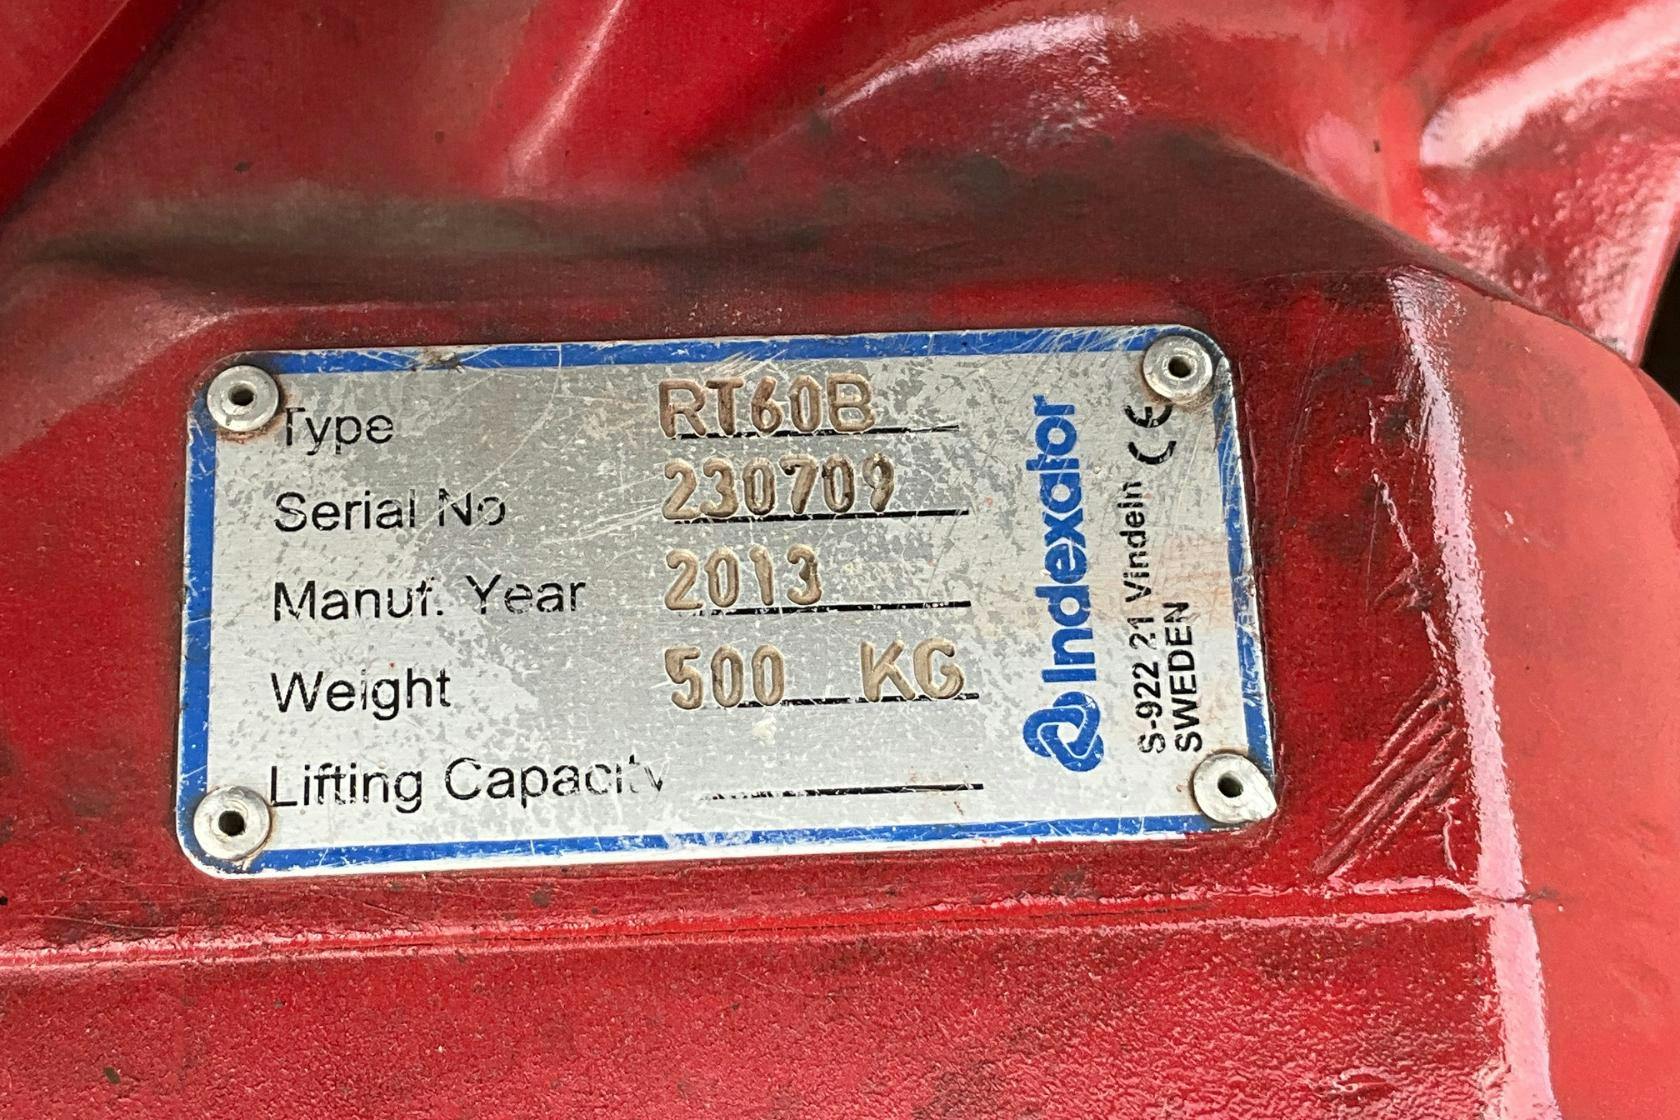 Type RT60B
Serial No 230709
Manuf. Year 2013
Weight 500 KG
Lifting Capacity
Indexator
S-922 21 Vindeln CE
SWEDEN